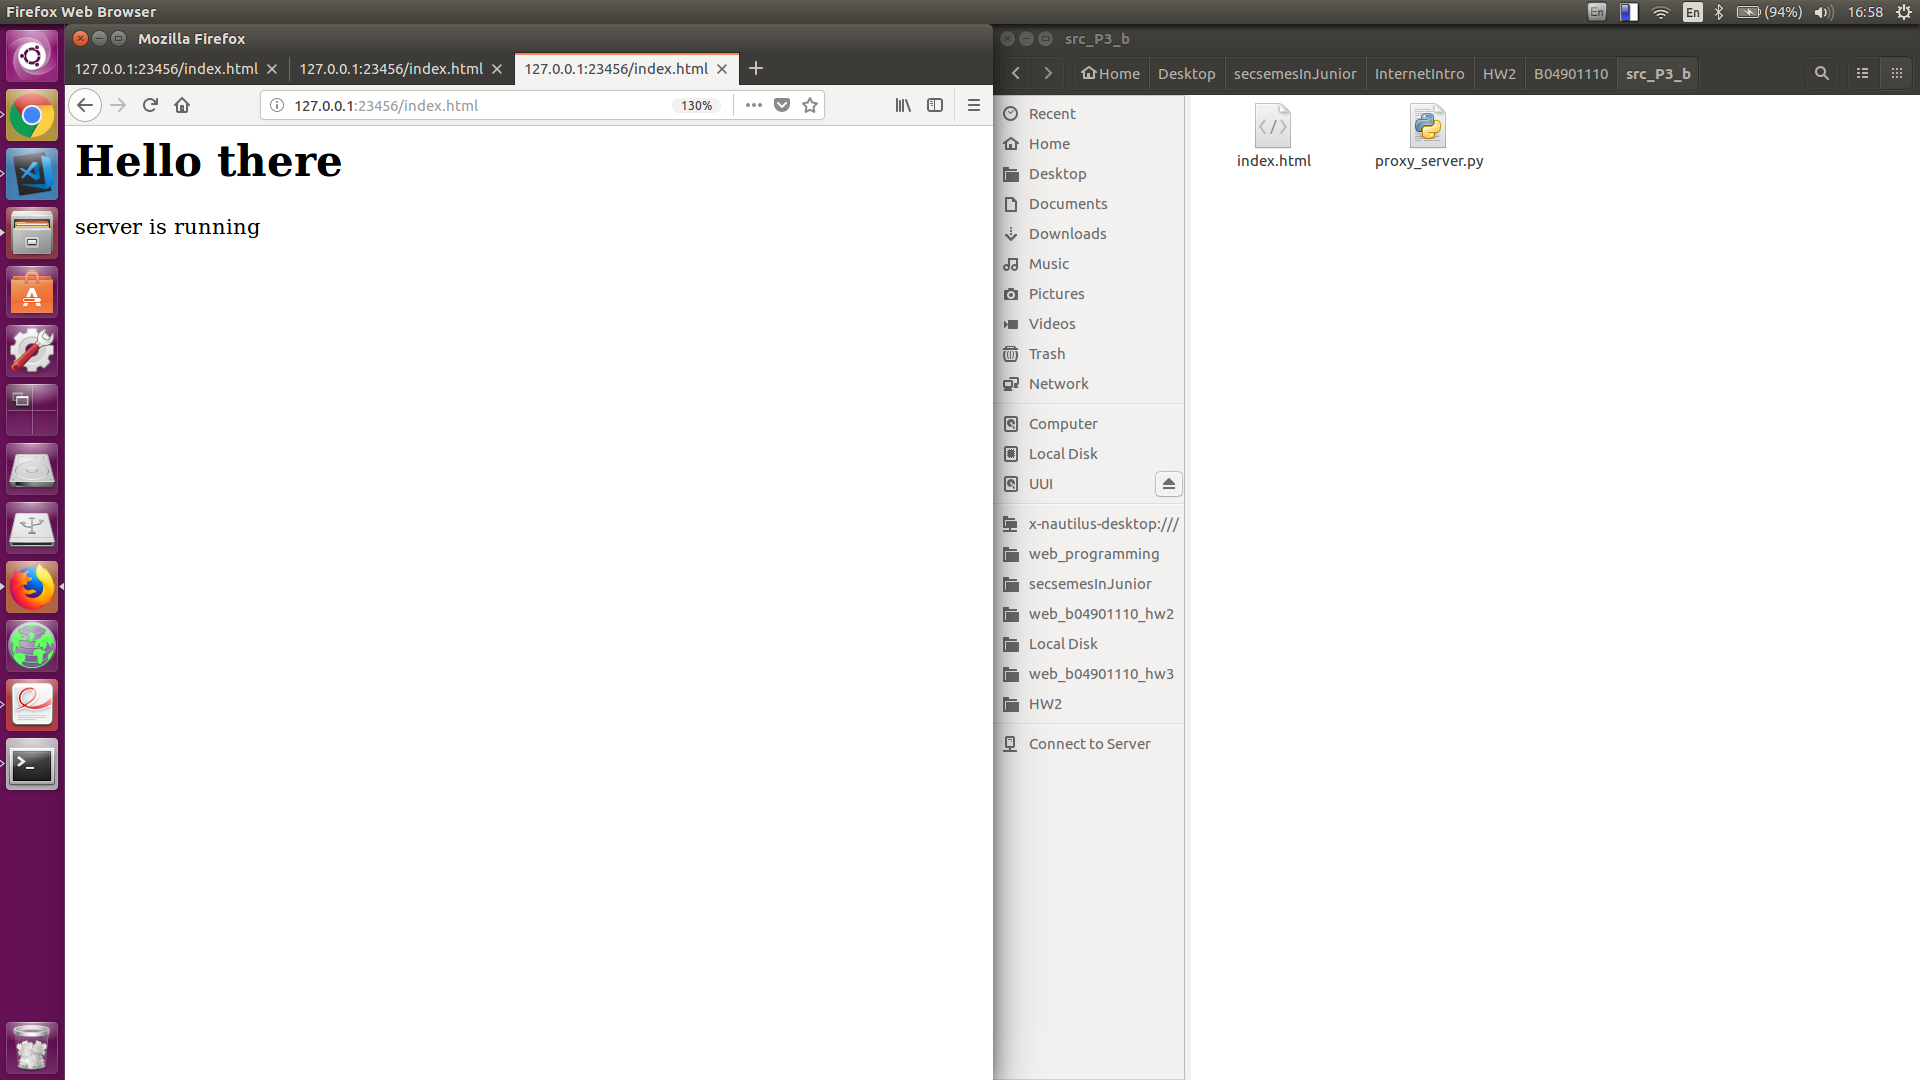 Firefox Web Browser
En
En
(94%)
16:58
Mozilla Firefox
127.0.0.1:23456/index.html
127.0.0.1:23456/index.html
127.0.0.1:23456/index.html
127.0.0.1:23456/index.html
130%
Hello there
server is running
src_P3_b
Home
Desktop
secsemesInJunior
InternetIntro
HW2
B04901110
src_P3_b
Recent
Home
Desktop
Documents
Downloads
Music
Pictures
Videos
Trash
Network
Computer
Local Disk
UUI
x-nautilus-desktop:///
web_programming
secsemesInJunior
web_b04901110_hw2
Local Disk
web_b04901110_hw3
HW2
Connect to Server
index.html
proxy_server.py